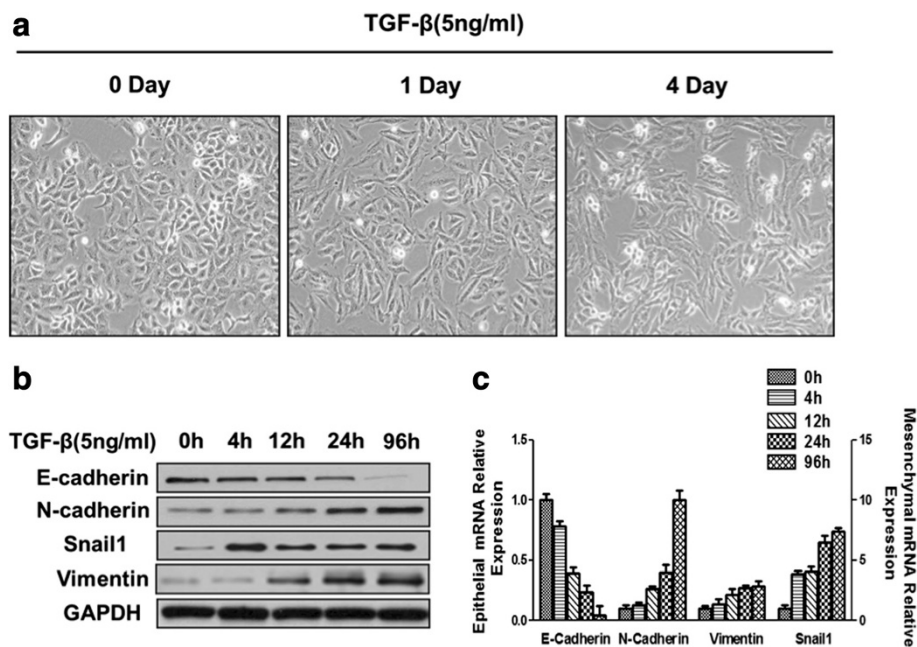 a
TGF-β(5ng/ml)
0 Day
1 Day
4 Day
b
TGF-β(5ng/ml) 0h 4h 12h 24h 96h
E-cadherin
N-cadherin
Snail1
Vimentin
GAPDH
c
0h
4h
12h
24h
96h
Epithelial mRNA Relative
Expression
1.5
1.0
0.5
0.0
15
10
5
0
Mesenchymal mRNA Relative
Expression
E-Cadherin N-Cadherin Vimentin Snail1